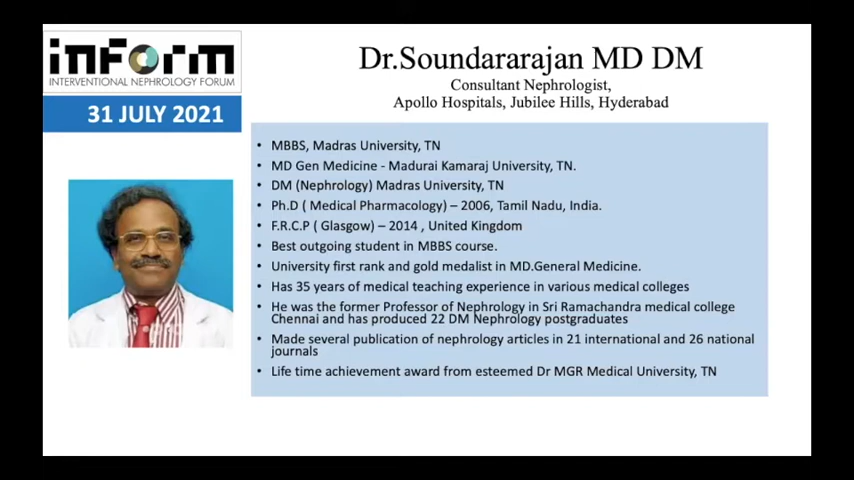 inForm
INTERVENTIONAL NEPHROLOGY FORUM
31 JULY 2021
Dr.Soundararajan MD DM
Consultant Nephrologist,
Apollo Hospitals, Jubilee Hills, Hyderabad
• MBBS, Madras University, TN
• MD Gen Medicine - Madurai Kamaraj University, TN.
• DM (Nephrology) Madras University, TN
• Ph.D ( Medical Pharmacology) – 2006, Tamil Nadu, India.
• F.R.C.P ( Glasgow) – 2014 , United Kingdom
• Best outgoing student in MBBS course.
• University first rank and gold medalist in MD.General Medicine.
• Has 35 years of medical teaching experience in various medical colleges
• He was the former Professor of Nephrology in Sri Ramachandra medical college
Chennai and has produced 22 DM Nephrology postgraduates
• Made several publication of nephrology articles in 21 international and 26 national
journals
• Life time achievement award from esteemed Dr MGR Medical University, TN